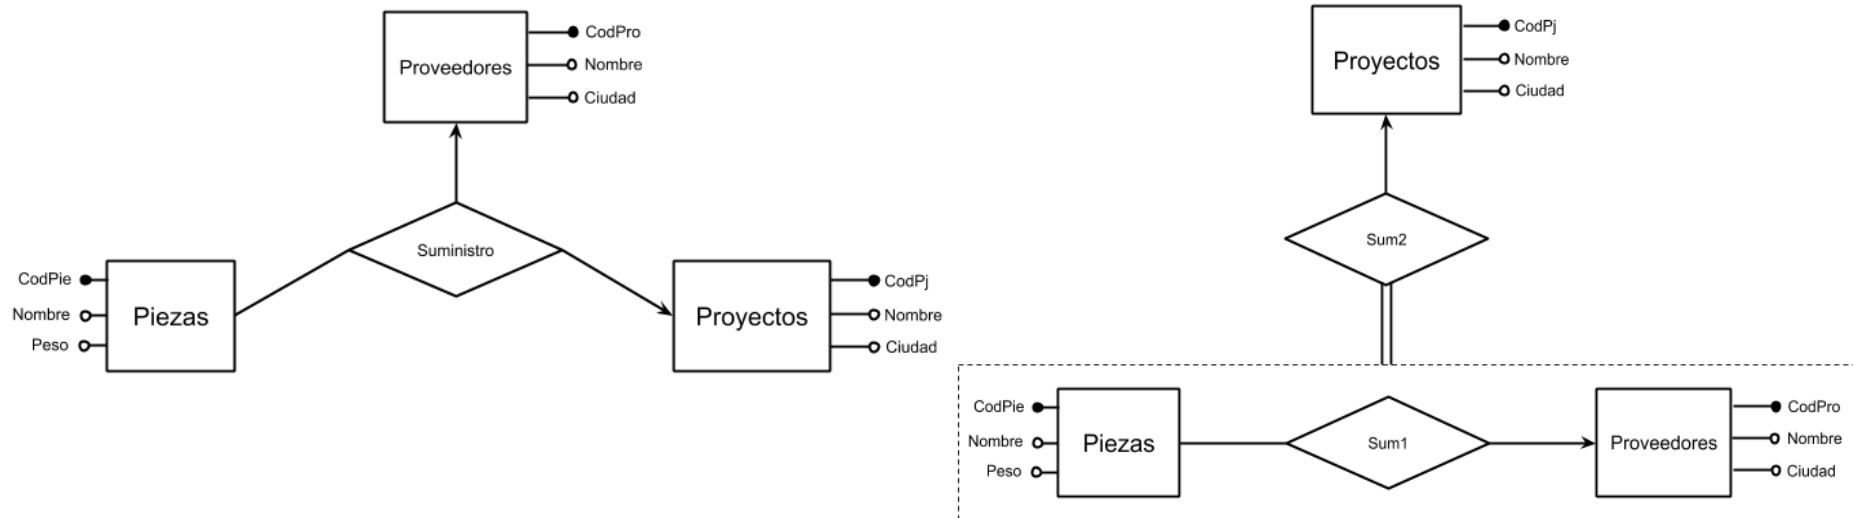 Proveedores
CodPro
Nombre
Ciudad
Suministro
CodPie
Nombre
Peso
Piezas
Proyectos
CodPj
Nombre
Ciudad
Proyectos
CodPj
Nombre
Ciudad
Sum2
CodPie
Nombre
Peso
Piezas
Sum1
Proveedores
CodPro
Nombre
Ciudad